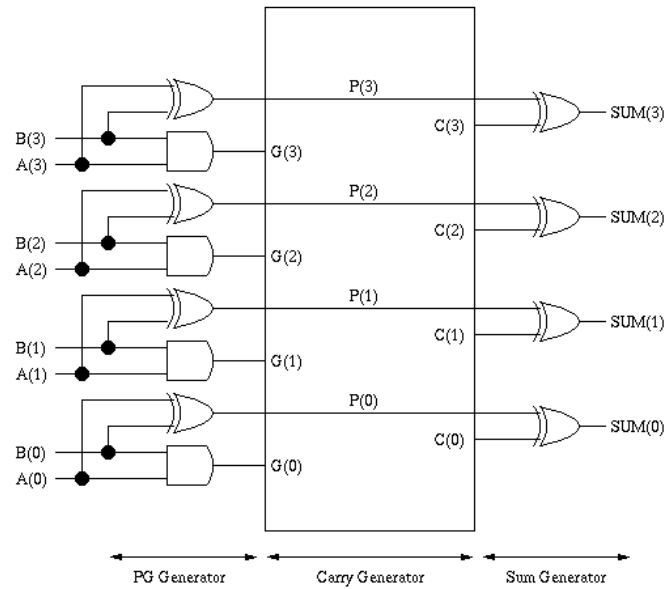 P(3)
SUM(3)
C(3)
B(3)
G(3)
A(3)
P(2)
SUM(2)
C(2)
B(2)
G(2)
A(2)
P(1)
SUM(1)
C(1)
B(1)
G(1)
A(1)
P(0)
SUM(0)
C(0)
B(0)
G(0)
A(0)
PG Generator Carry Generator Sum Generator